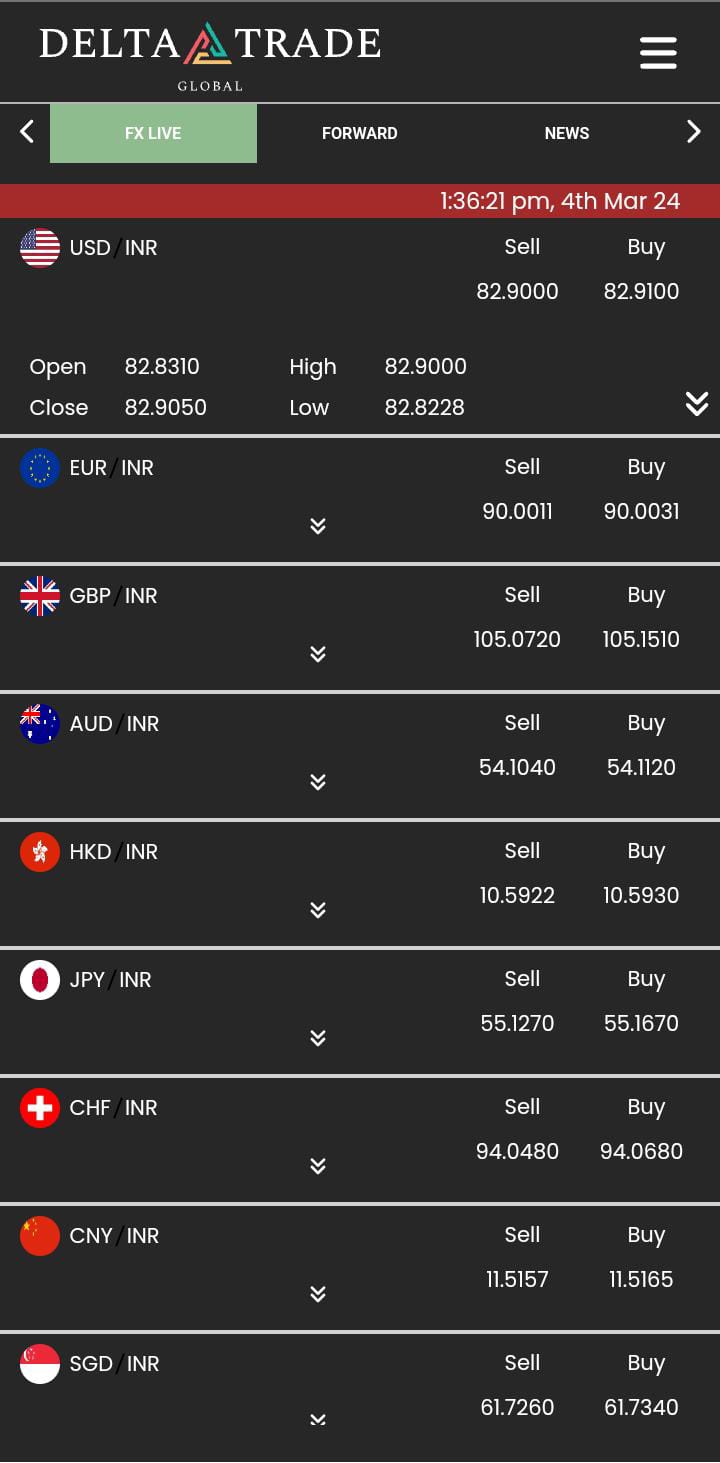 DELTA TRADE
GLOBAL
FX LIVE FORWARD NEWS
1:36:21 pm, 4th Mar 24
USD/INR Sell Buy
82.9000 82.9100
Open 82.8310 High 82.9000
Close 82.9050 Low 82.8228
EUR/INR Sell Buy
90.0011 90.0031
GBP/INR Sell Buy
105.0720 105.1510
AUD/INR Sell Buy
54.1040 54.1120
HKD/INR Sell Buy
10.5922 10.5930
JPY/INR Sell Buy
55.1270 55.1670
CHF/INR Sell Buy
94.0480 94.0680
CNY/INR Sell Buy
11.5157 11.5165
SGD/INR Sell Buy
61.7260 61.7340